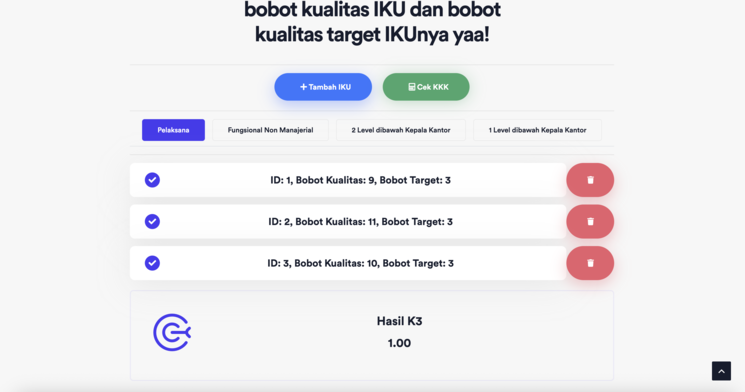 bobot kualitas IKU dan bobot
kualitas target IKUnya yaa!
Tambah IKU
Cek KKK
Pelaksana
Fungsional Non Manajerial
2 Level dibawah Kepala Kantor
1 Level dibawah Kepala Kantor
ID: 1, Bobot Kualitas: 9, Bobot Target: 3
ID: 2, Bobot Kualitas: 11, Bobot Target: 3
ID: 3, Bobot Kualitas: 10, Bobot Target: 3
Hasil K3
1.00